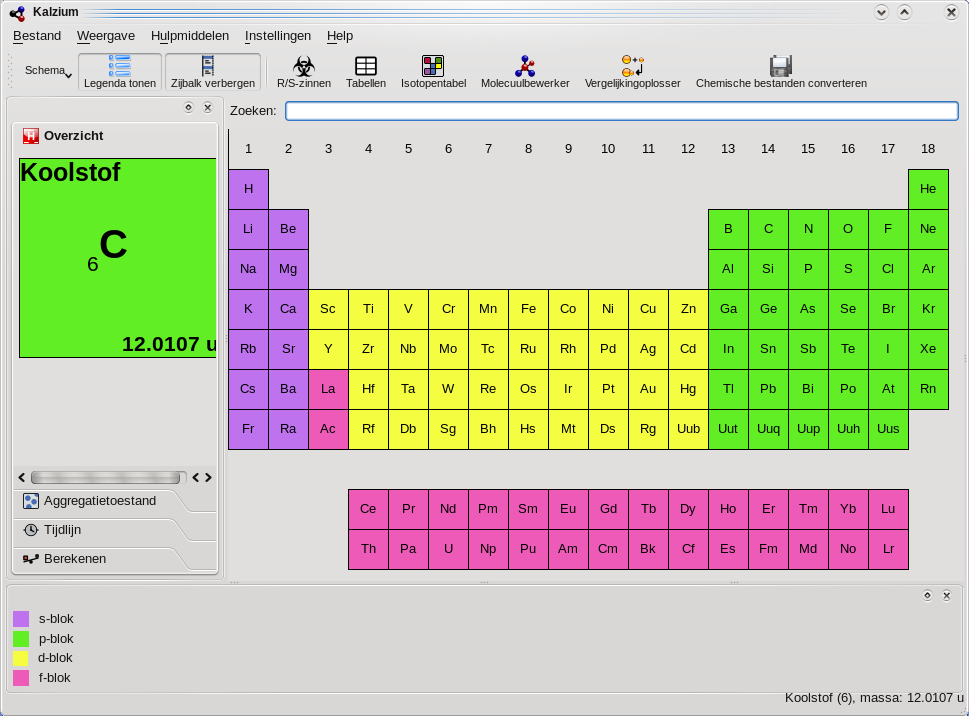 Kalzium
Bestand Weergave Hulpmiddelen Instellingen Help
Schema Legenda tonen Zijbalk verbergen R/S-zinnen Tabellen Isotopentabel Molecuulbewerker Vergelijkingoplosser Chemische bestanden converteren
Zoeken:
Overzicht
Koolstof
6 C
12.0107 u
Aggregatietoestand
Tijdlijn
Berekenen
1 2 3 4 5 6 7 8 9 10 11 12 13 14 15 16 17 18
H He
Li Be B C N O F Ne
Na Mg Al Si P S Cl Ar
K Ca Sc Ti V Cr Mn Fe Co Ni Cu Zn Ga Ge As Se Br Kr
Rb Sr Y Zr Nb Mo Tc Ru Rh Pd Ag Cd In Sn Sb Te I Xe
Cs Ba La Hf Ta W Re Os Ir Pt Au Hg Tl Pb Bi Po At Rn
Fr Ra Ac Rf Db Sg Bh Hs Mt Ds Rg Uub Uut Uuq Uup Uuh Uus
Ce Pr Nd Pm Sm Eu Gd Tb Dy Ho Er Tm Yb Lu
Th Pa U Np Pu Am Cm Bk Cf Es Fm Md No Lr
s-blok
p-blok
d-blok
f-blok
Koolstof (6), massa: 12.0107 u